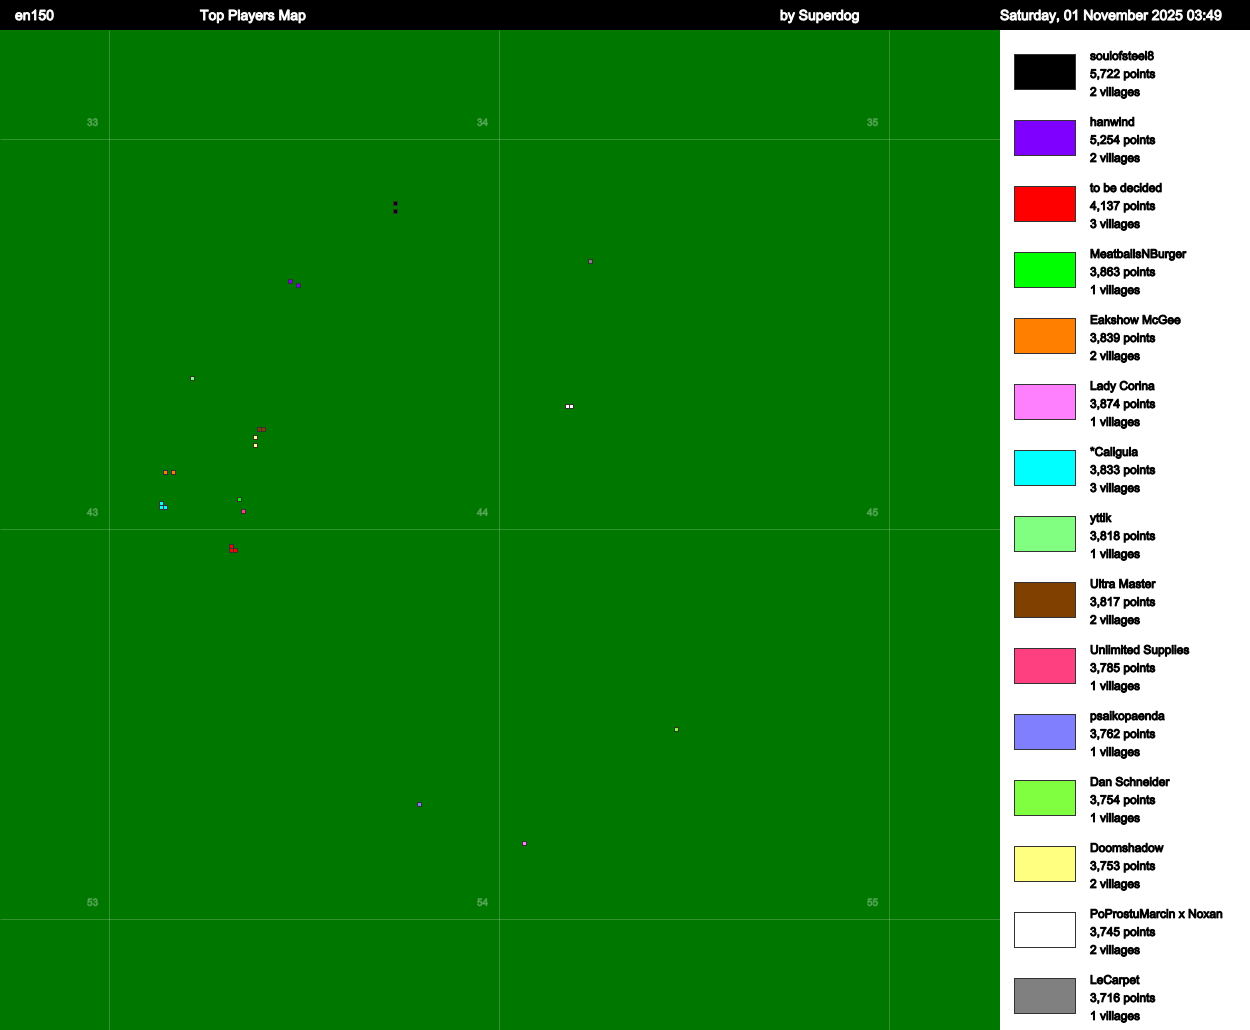 en150 Top Players Map by Superdog Saturday, 01 November 2025 03:49
33 34 35
43 44 45
53 54 55
soulofsteel8
5,722 points
2 villages
hanwind
5,254 points
2 villages
to be decided
4,137 points
3 villages
MeatballsNBurger
3,863 points
1 villages
Eakshow McGee
3,839 points
2 villages
Lady Corina
3,874 points
1 villages
*Caligula
3,833 points
3 villages
yttik
3,818 points
1 villages
Ultra Master
3,817 points
2 villages
Unlimited Supplies
3,785 points
1 villages
psaikopaenda
3,762 points
1 villages
Dan Schneider
3,754 points
1 villages
Doomshadow
3,753 points
2 villages
PoProstuMarcin x Noxan
3,745 points
2 villages
LeCarpet
3,716 points
1 villages